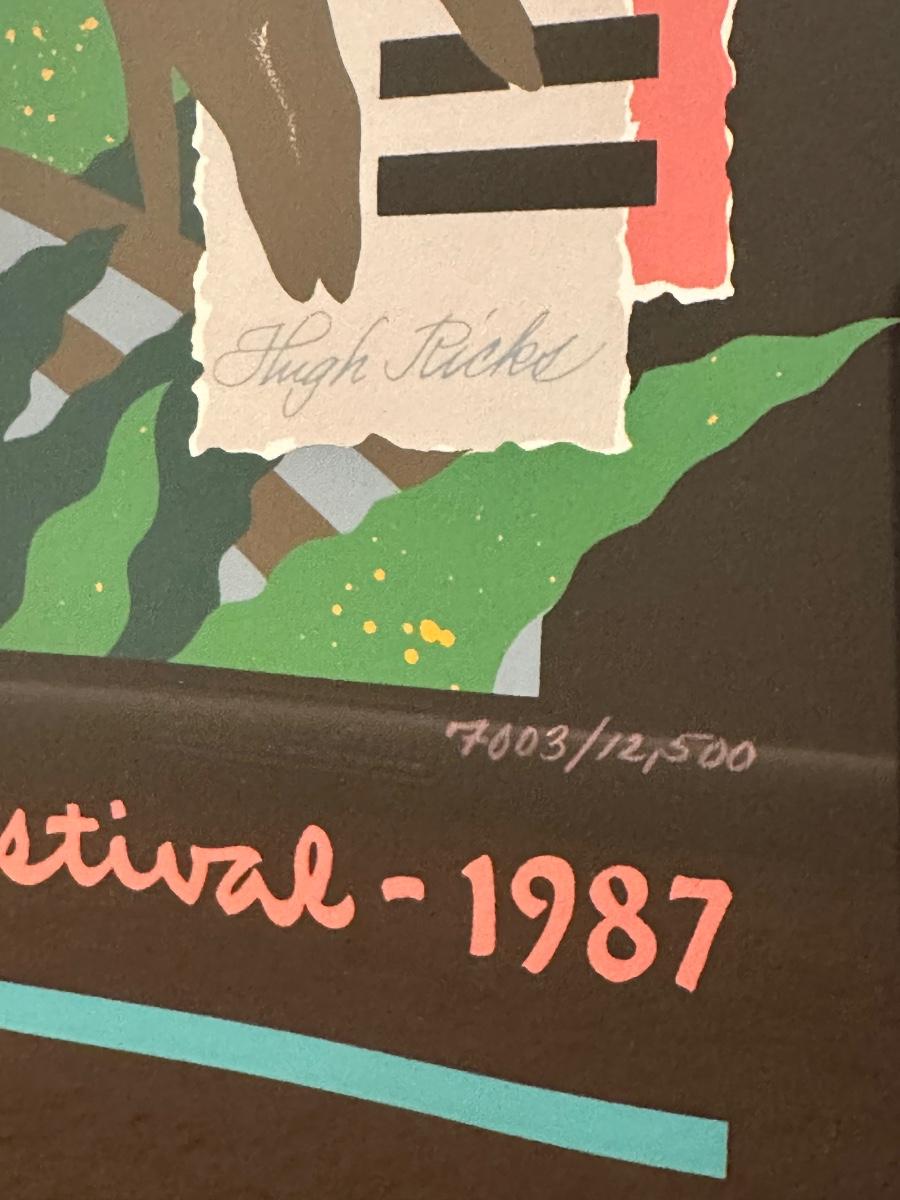 Hugh Ricks
7003/12,500
stival - 1987